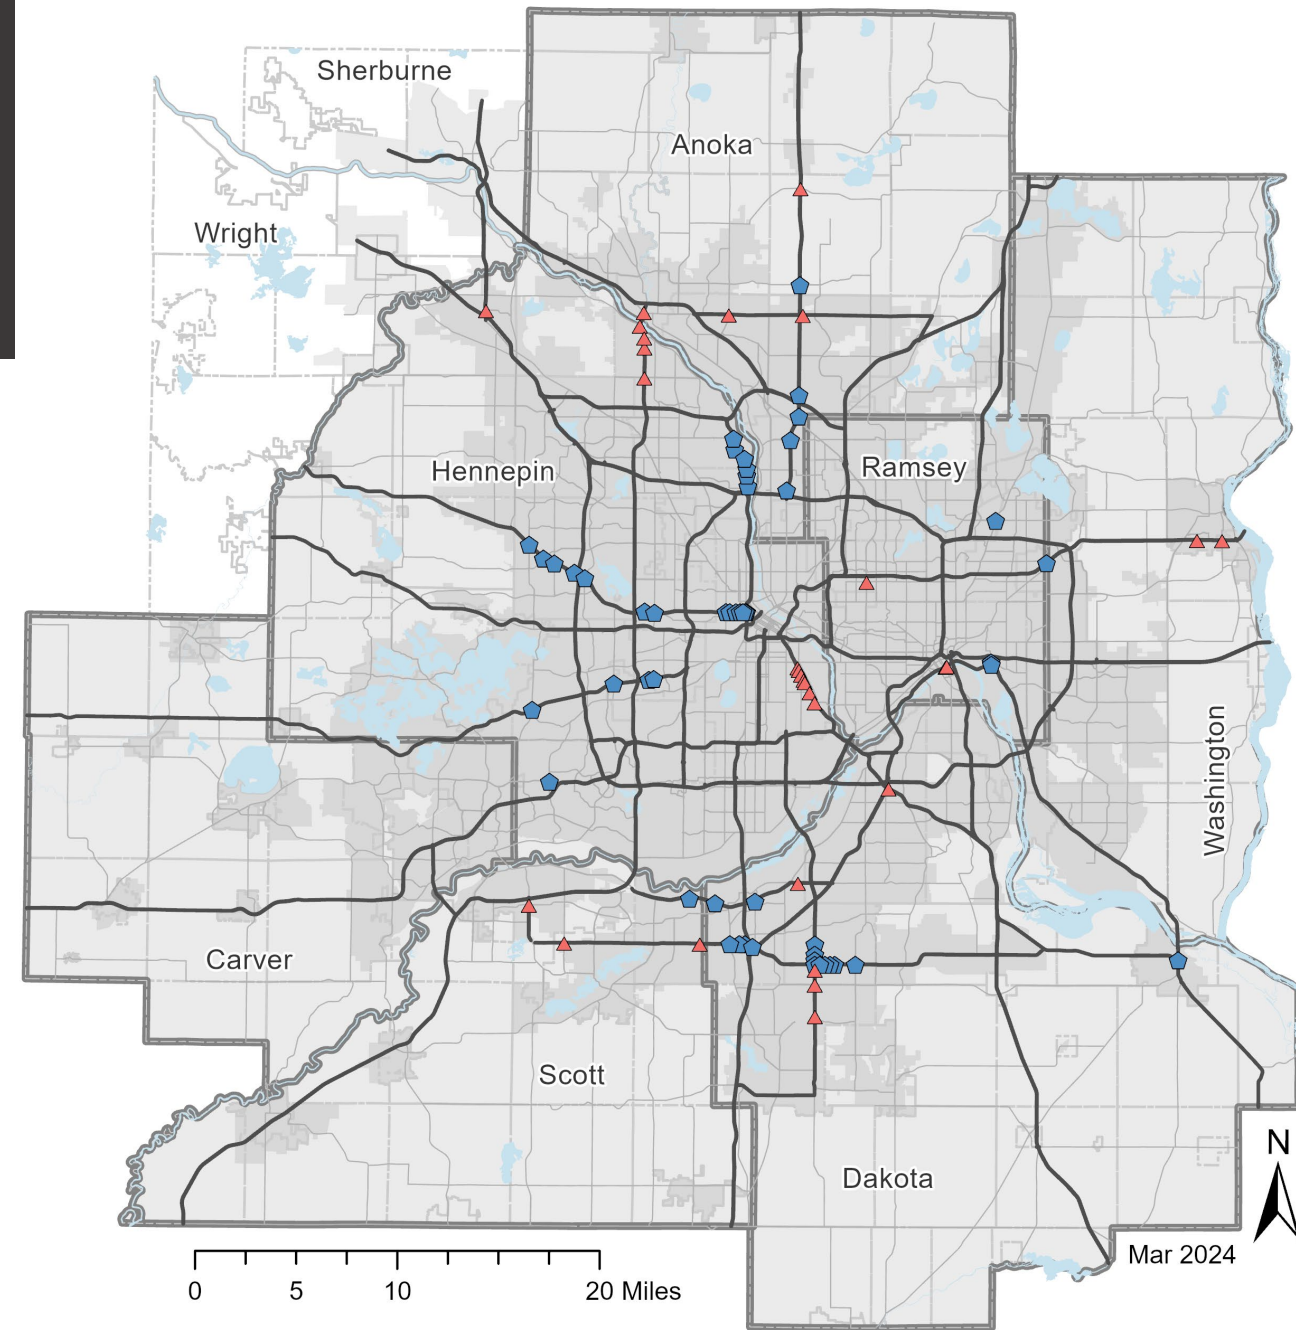 Sherburne
Anoka
Wright
Hennepin
Ramsey
Washington
Carver
Scott
Dakota
N
Mar 2024
0 5 10 20 Miles